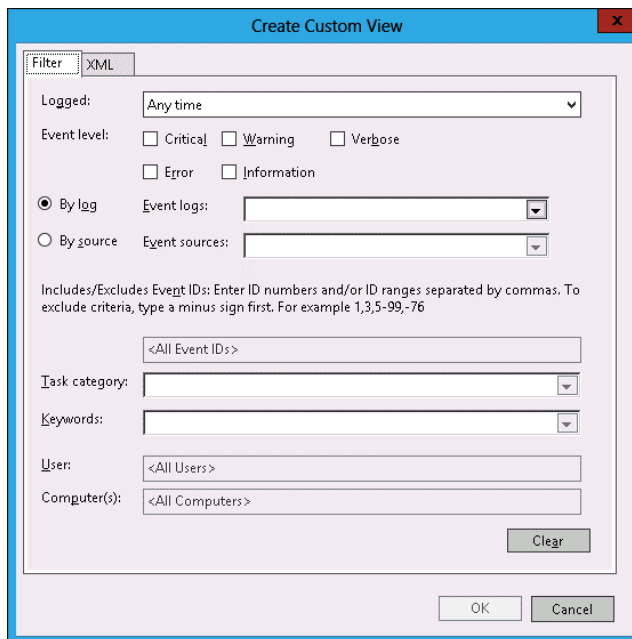 Create Custom View
x
Filter XML
Logged: Any time
Event level: Critical Warning Verbose
Error Information
By log Event logs:
By source Event sources:
Includes/Excludes Event IDs: Enter ID numbers and/or ID ranges separated by commas. To
exclude criteria, type a minus sign first. For example 1,3,5-99,-76
<All Event IDs>
Task category:
Keywords:
User: <All Users>
Computer(s): <All Computers>
Clear
OK Cancel